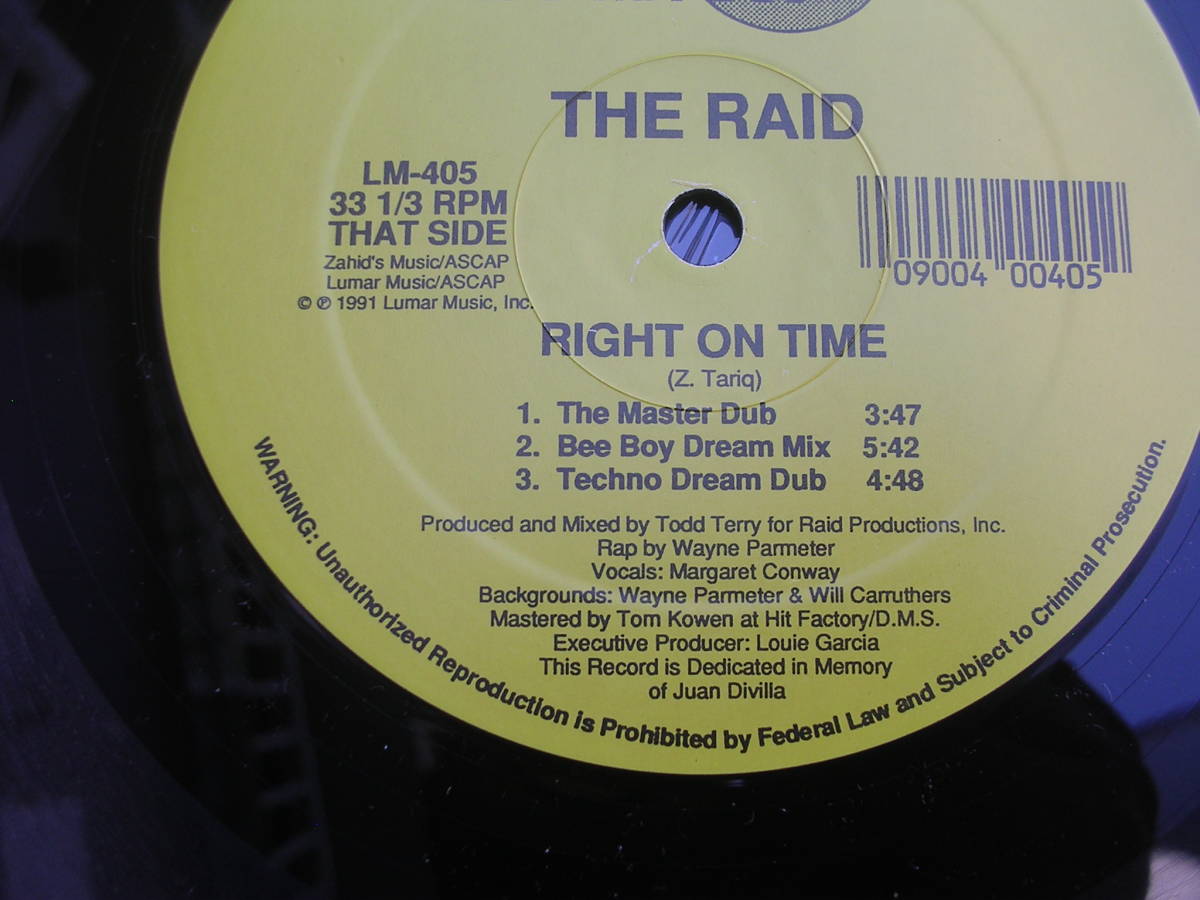 THE RAID
LM-405
33 1/3 RPM
THAT SIDE
Zahid's Music/ASCAP
Lumar Music/ASCAP
© ℗ 1991 Lumar Music, Inc.
09004 00405
RIGHT ON TIME
(Z. Tariq)
1. The Master Dub 3:47
2. Bee Boy Dream Mix 5:42
3. Techno Dream Dub 4:48
Produced and Mixed by Todd Terry for Raid Productions, Inc.
Rap by Wayne Parmeter
Vocals: Margaret Conway
Backgrounds: Wayne Parmeter & Will Carruthers
Mastered by Tom Kowen at Hit Factory/D.M.S.
Executive Producer: Louie Garcia
This Record is Dedicated in Memory
of Juan Divilla
WARNING: Unauthorized Reproduction is Prohibited by Federal Law and Subject to Criminal Prosecution.